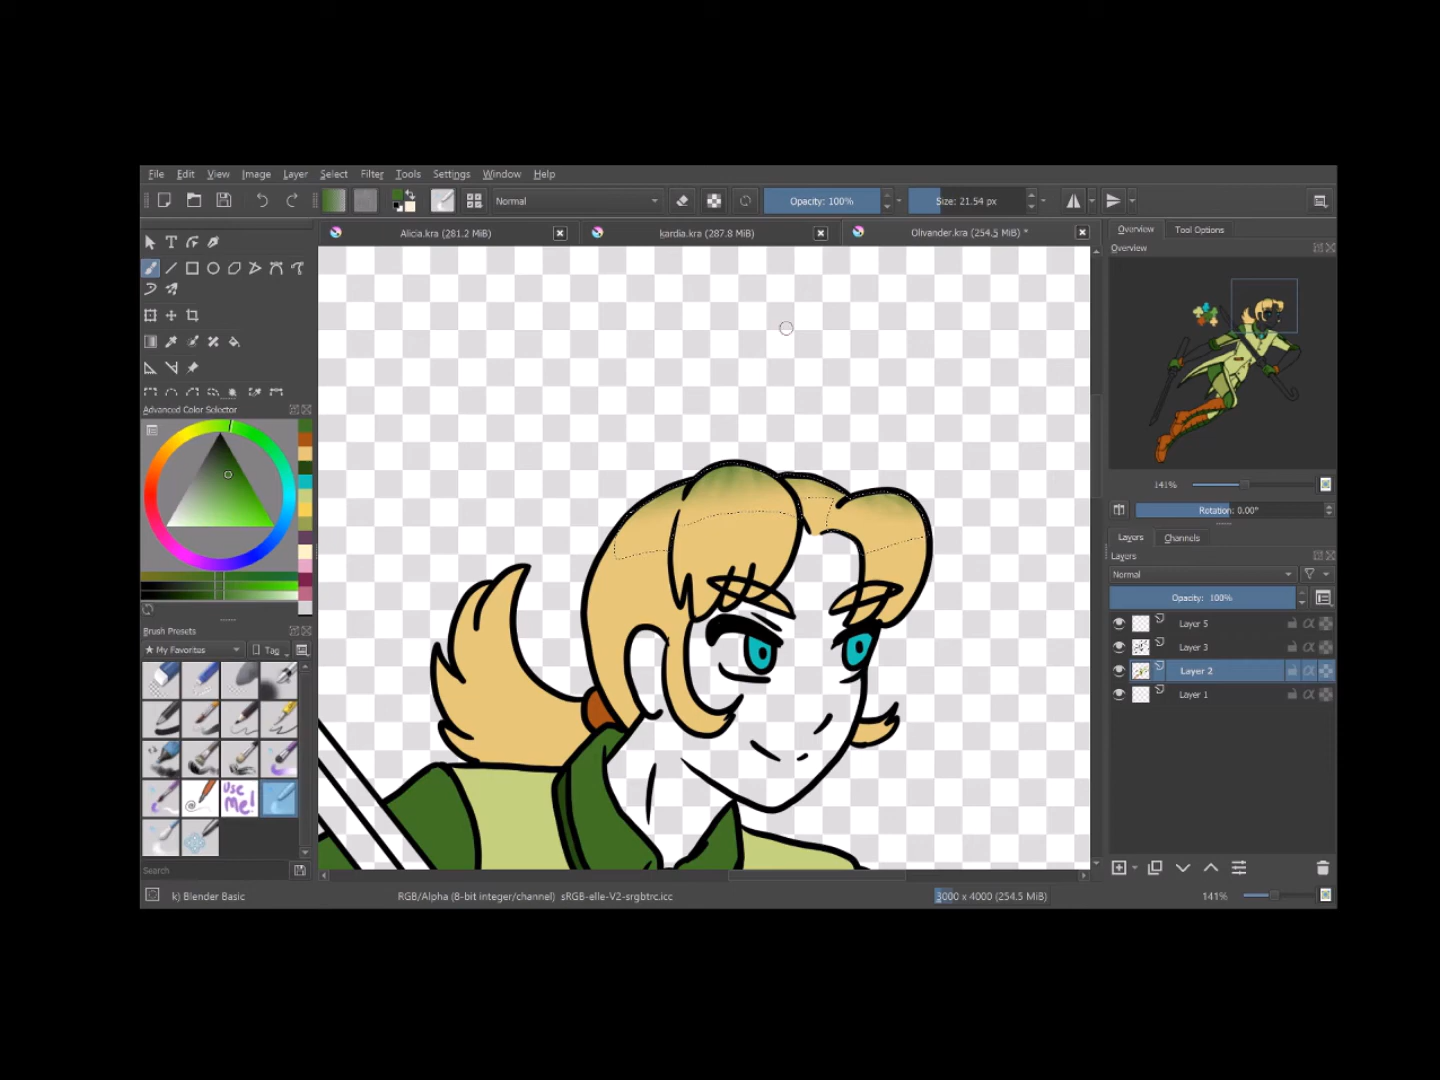 File Edit View Image Layer Select Filter Tools Settings Window Help
Normal
Opacity: 100%
Size: 21.54 px
Alicia.kra (281.2 MiB)
kardia.kra (287.8 MiB)
Olivander.kra (254.5 MiB) *
Overview
Tool Options
Overview
141%
Rotation: 0.00°
Advanced Color Selector
Layers
Channels
Layers
Normal
Opacity: 100%
Layer 5
Layer 3
Layer 2
Layer 1
Brush Presets
★ My Favorites
Tag
Use Me!
Search
k) Blender Basic
RGB/Alpha (8-bit integer/channel) sRGB-elle-V2-srgbtrc.icc
3000 x 4000 (254.5 MiB)
141%